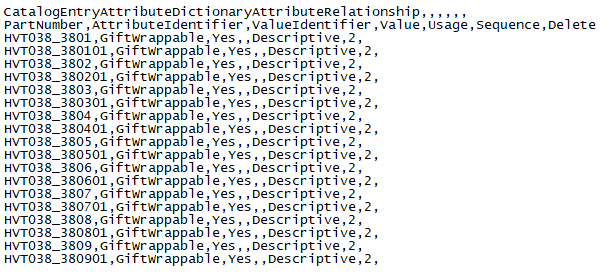 CatalogEntryAttributeDictionaryAttributeRelationship,,,,,,
PartNumber,AttributeIdentifier,ValueIdentifier,Value,Usage,Sequence,Delete
HVT038_3801,GiftWrappable,Yes,,Descriptive,2,
HVT038_380101,GiftWrappable,Yes,,Descriptive,2,
HVT038_3802,GiftWrappable,Yes,,Descriptive,2,
HVT038_380201,GiftWrappable,Yes,,Descriptive,2,
HVT038_3803,GiftWrappable,Yes,,Descriptive,2,
HVT038_380301,GiftWrappable,Yes,,Descriptive,2,
HVT038_3804,GiftWrappable,Yes,,Descriptive,2,
HVT038_380401,GiftWrappable,Yes,,Descriptive,2,
HVT038_3805,GiftWrappable,Yes,,Descriptive,2,
HVT038_380501,GiftWrappable,Yes,,Descriptive,2,
HVT038_3806,GiftWrappable,Yes,,Descriptive,2,
HVT038_380601,GiftWrappable,Yes,,Descriptive,2,
HVT038_3807,GiftWrappable,Yes,,Descriptive,2,
HVT038_380701,GiftWrappable,Yes,,Descriptive,2,
HVT038_3808,GiftWrappable,Yes,,Descriptive,2,
HVT038_380801,GiftWrappable,Yes,,Descriptive,2,
HVT038_3809,GiftWrappable,Yes,,Descriptive,2,
HVT038_380901,GiftWrappable,Yes,,Descriptive,2,